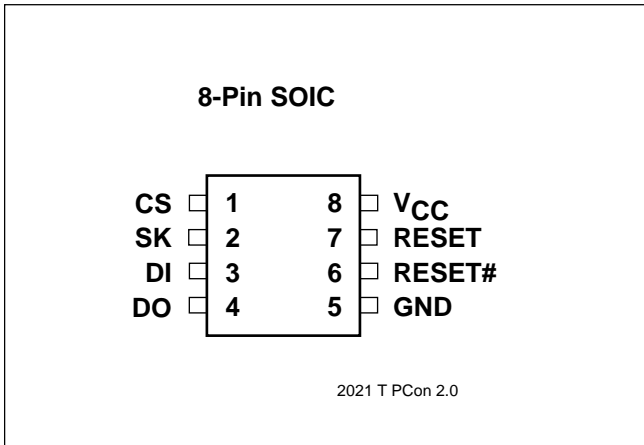 8-Pin SOIC
CS 1 8 VCC
SK 2 7 RESET
DI 3 6 RESET#
DO 4 5 GND
2021 T PCon 2.0